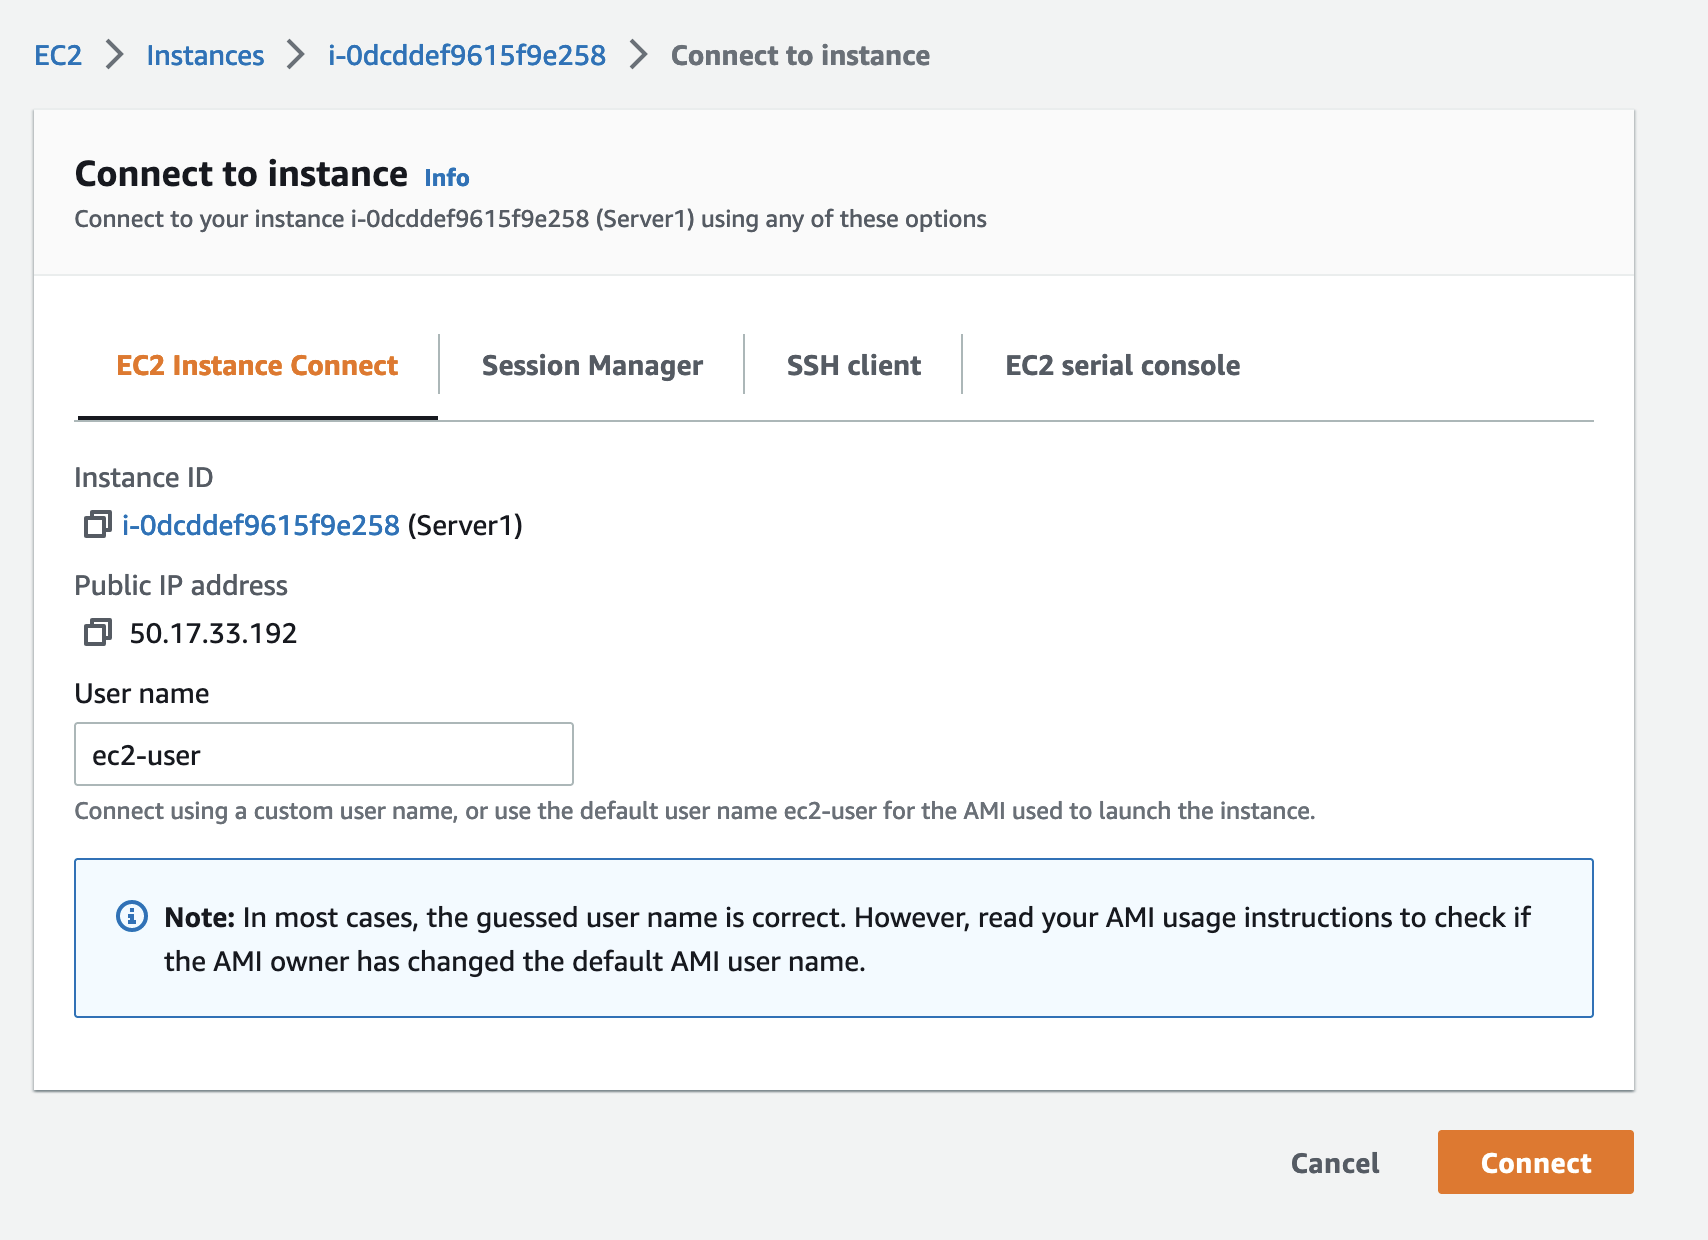 EC2 > Instances > i-0dcddef9615f9e258 > Connect to instance
Connect to instance Info
Connect to your instance i-0dcddef9615f9e258 (Server1) using any of these options
EC2 Instance Connect Session Manager SSH client EC2 serial console
Instance ID
i-0dcddef9615f9e258 (Server1)
Public IP address
50.17.33.192
User name
ec2-user
Connect using a custom user name, or use the default user name ec2-user for the AMI used to launch the instance.
Note: In most cases, the guessed user name is correct. However, read your AMI usage instructions to check if
the AMI owner has changed the default AMI user name.
Cancel Connect